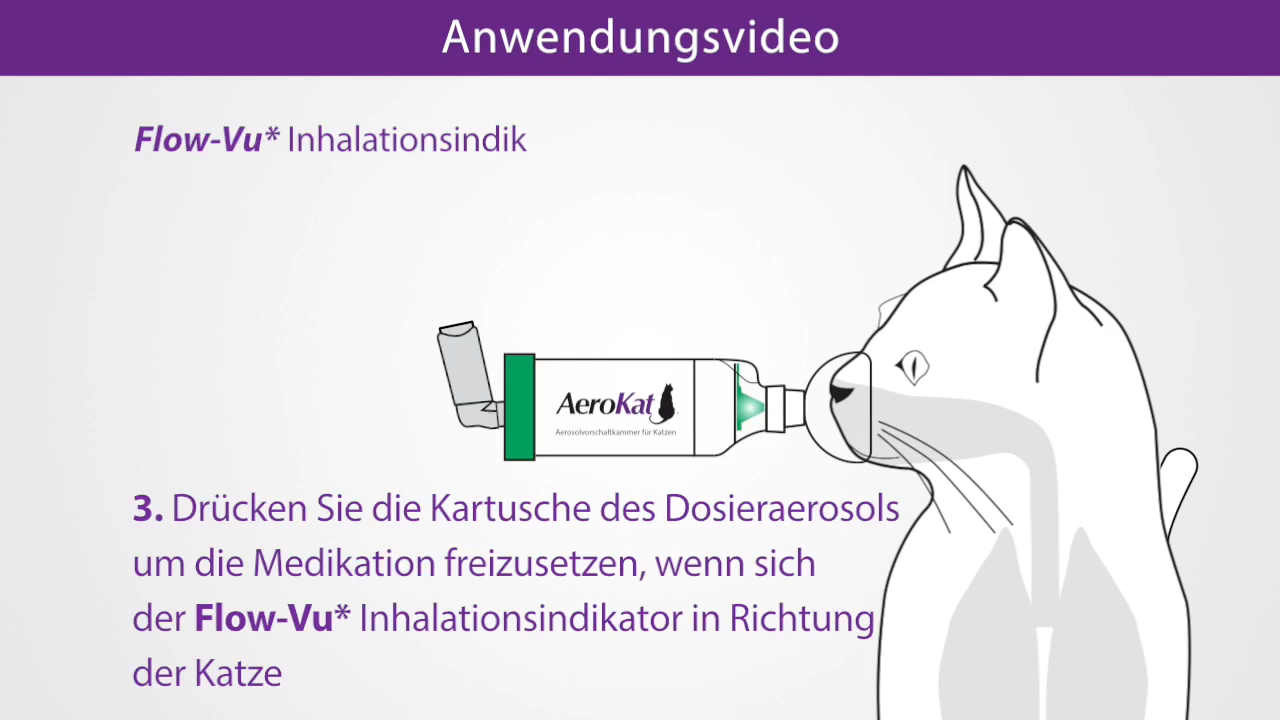 Anwendungsvideo
Flow-Vu* Inhalationsindik
AeroKat
Aerosolvorschaltkammer für Katzen
3. Drücken Sie die Kartusche des Dosieraerosols
um die Medikation freizusetzen, wenn sich
der Flow-Vu* Inhalationsindikator in Richtung
der Katze